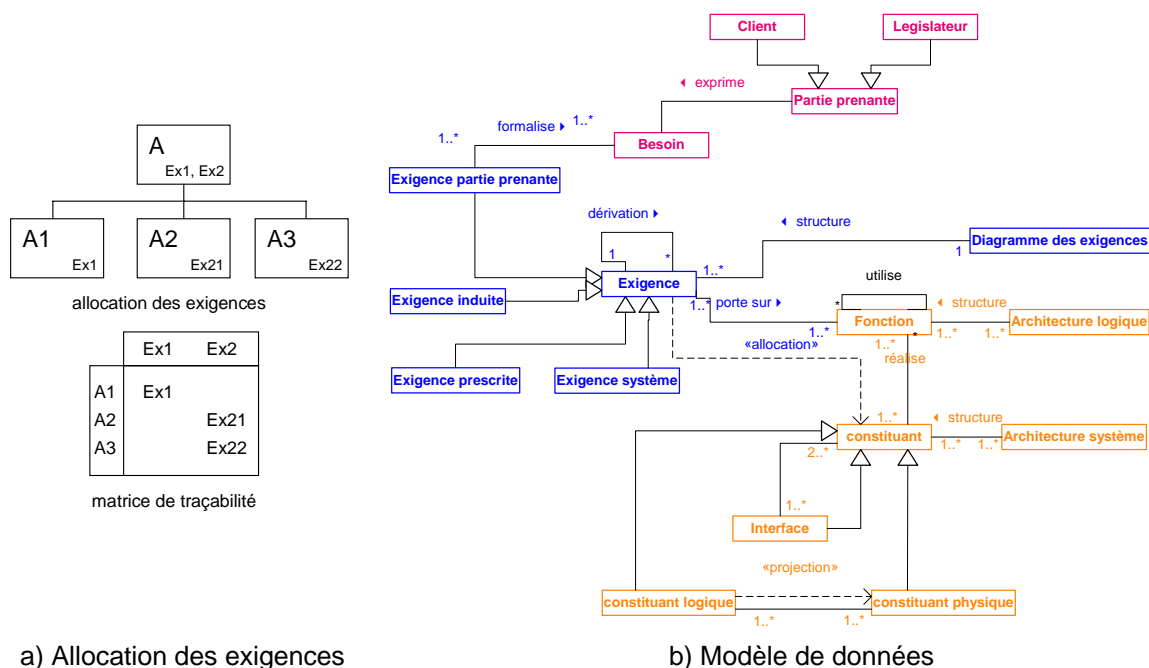 A
Ex1, Ex2
A1
Ex1
A2
Ex21
A3
Ex22
allocation des exigences
Ex1 Ex2
A1 Ex1
A2 Ex21
A3 Ex22
matrice de traçabilité
a) Allocation des exigences
Client
Législateur
exprime
Partie prenante
formalise
1..*
1..*
Besoin
Exigence partie prenante
dérivation
1
*
structure
1..*
1
Diagramme des exigences
Exigence
utilise
*
*
Exigence induite
1..*
porte sur
1..*
Fonction
structure
1..*
1..*
Architecture logique
«allocation»
1..*
réalise
Exigence prescrite
Exigence système
1..*
constituant
structure
1..*
1..*
Architecture système
2..*
1..*
Interface
«projection»
constituant logique
constituant physique
1..*
1..*
b) Modèle de données